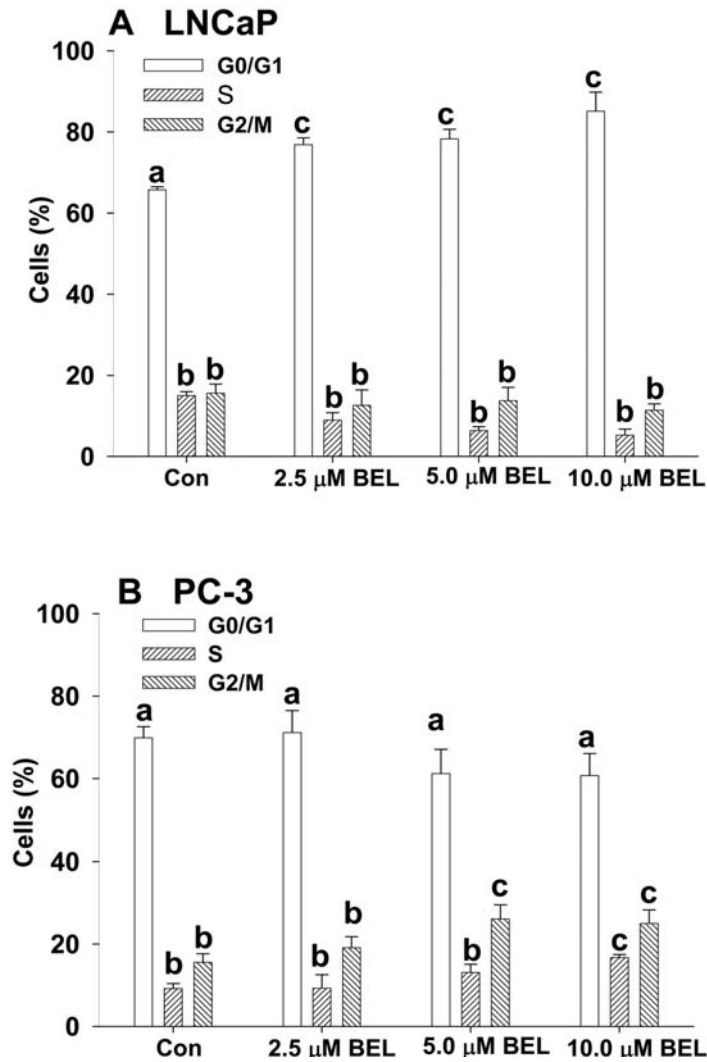 A LNCaP
100
G0/G1
S
G2/M
c
c
c
80
a
60
Cells (%)
40
20
b b
b b
b b
b b
0
Con
2.5 μM BEL
5.0 μM BEL
10.0 μM BEL
B PC-3
100
G0/G1
S
G2/M
80
a
a
a
a
60
Cells (%)
40
20
b b
b b
b c
c c
0
Con
2.5 μM BEL
5.0 μM BEL
10.0 μM BEL